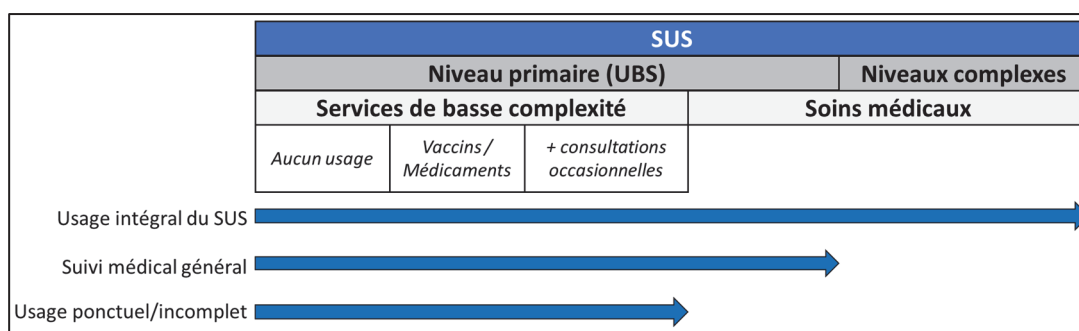 SUS
Niveau primaire (UBS)
Niveaux complexes
Services de basse complexité
Soins médicaux
Aucun usage
Vaccins /
Médicaments
+ consultations
occasionnelles
Usage intégral du SUS
Suivi médical général
Usage ponctuel/incomplet